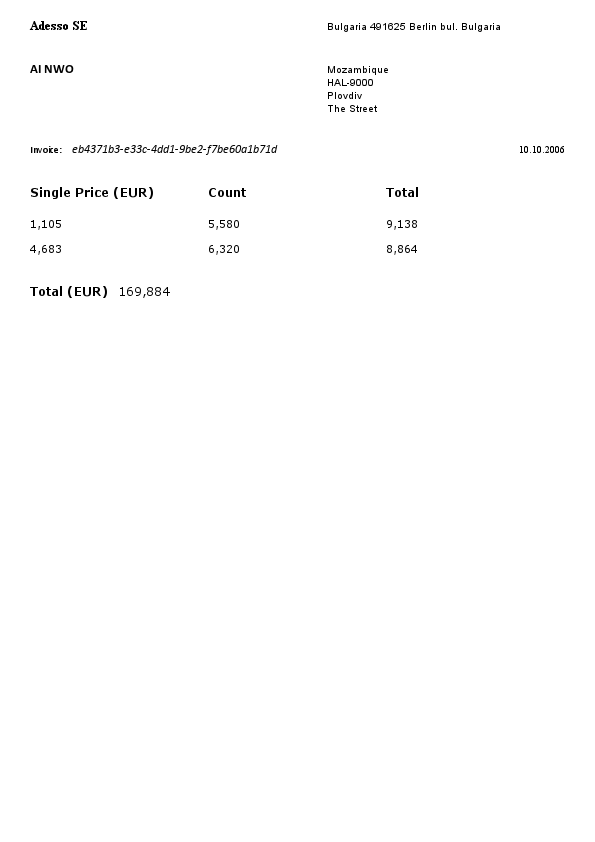 Adesso SE Bulgaria 491625 Berlin bul. Bulgaria
AI NWO Mozambique
HAL-9000
Plovdiv
The Street
Invoice: eb4371b3-e33c-4dd1-9be2-f7be60a1b71d 10.10.2006
Single Price (EUR) Count Total
1,105 5,580 9,138
4,683 6,320 8,864
Total (EUR) 169,884